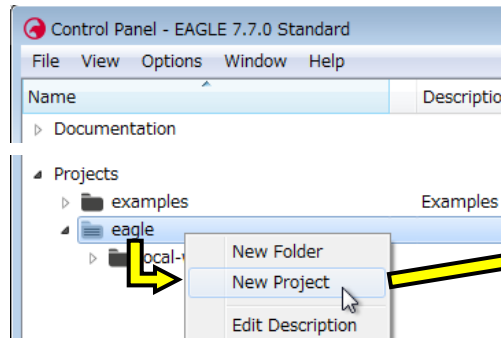 Control Panel - EAGLE 7.7.0 Standard
File View Options Window Help
Name Descriptio
Documentation
Projects
examples Examples
eagle
ocal-
New Folder
New Project
Edit Description